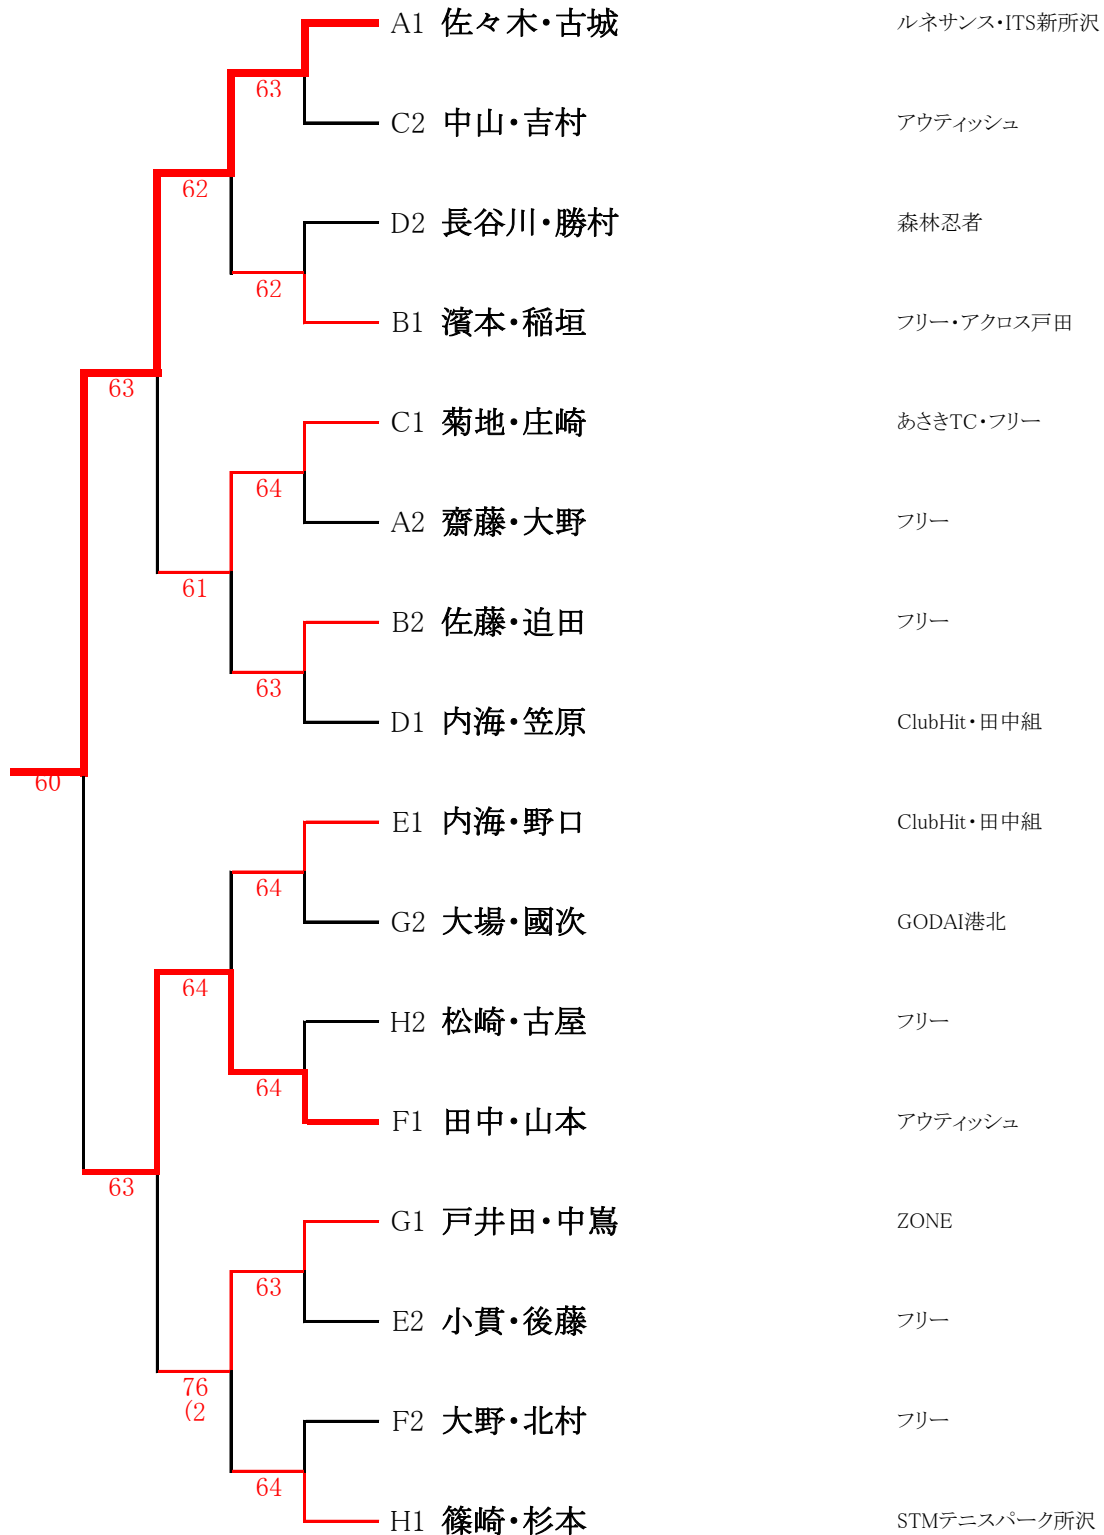 A1 佐々木・古城 ルネサンス・ITS新所沢
63
C2 中山・吉村 アウティッシュ
62
D2 長谷川・勝村 森林忍者
62
B1 濱本・稲垣 フリー・アクロス戸田
63
C1 菊地・庄崎 あさきTC・フリー
64
A2 齋藤・大野 フリー
61
B2 佐藤・迫田 フリー
63
D1 内海・笠原 ClubHit・田中組
60
E1 内海・野口 ClubHit・田中組
64
G2 大場・國次 GODAI港北
64
H2 松崎・古屋 フリー
64
F1 田中・山本 アウティッシュ
63
G1 戸井田・中嶌 ZONE
63
E2 小貫・後藤 フリー
76
(2
F2 大野・北村 フリー
64
H1 篠崎・杉本 STMテニスパーク所沢